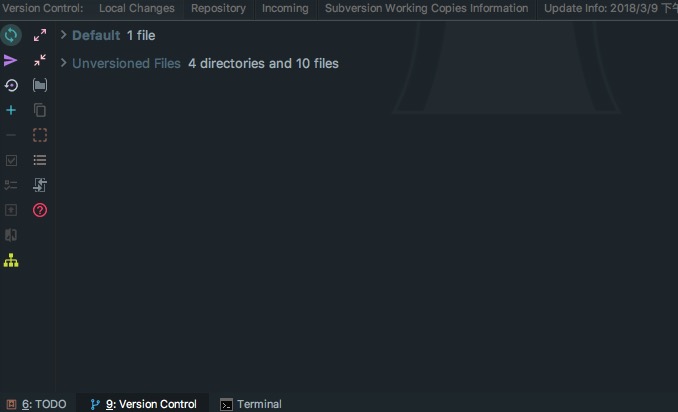 Version Control: Local Changes Repository Incoming Subversion Working Copies Information Update Info: 2018/3/9 下
Default 1 file
Unversioned Files 4 directories and 10 files
6: TODO 9: Version Control Terminal